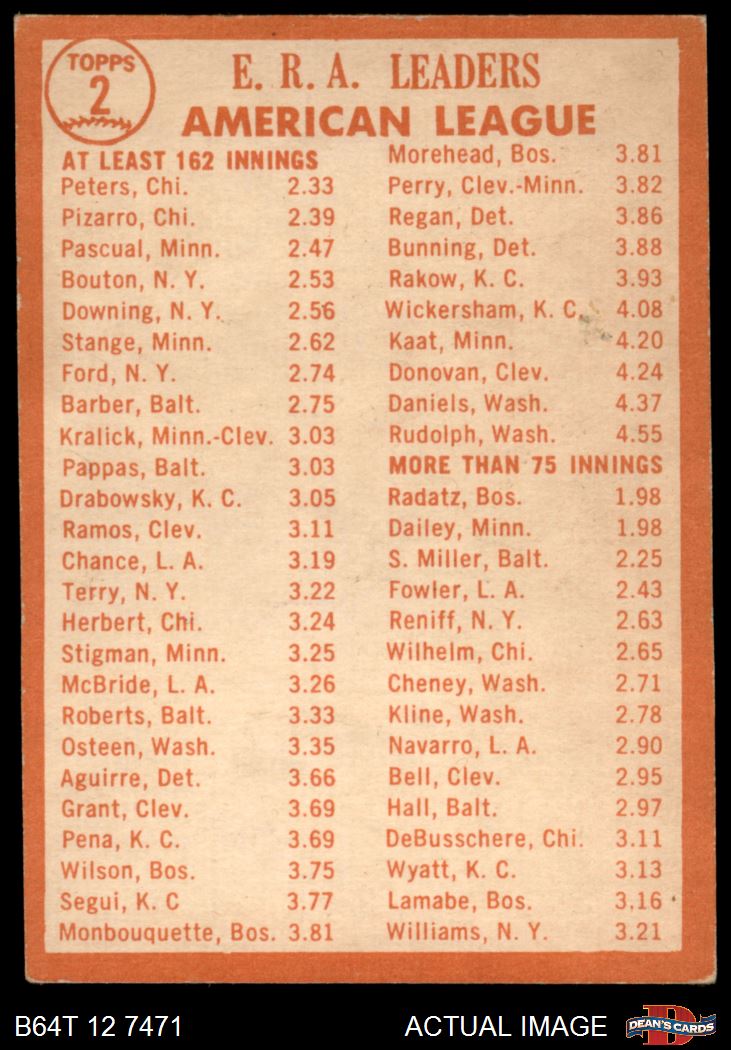 TOPPS
2
E. R. A. LEADERS
AMERICAN LEAGUE
AT LEAST 162 INNINGS
Peters, Chi. 2.33
Pizarro, Chi. 2.39
Pascual, Minn. 2.47
Bouton, N. Y. 2.53
Downing, N. Y. 2.56
Stange, Minn. 2.62
Ford, N. Y. 2.74
Barber, Balt. 2.75
Kralick, Minn.-Clev. 3.03
Pappas, Balt. 3.03
Drabowsky, K. C. 3.05
Ramos, Clev. 3.11
Chance, L. A. 3.19
Terry, N. Y. 3.22
Herbert, Chi. 3.24
Stigman, Minn. 3.25
McBride, L. A. 3.26
Roberts, Balt. 3.33
Osteen, Wash. 3.35
Aguirre, Det. 3.66
Grant, Clev. 3.69
Pena, K. C. 3.69
Wilson, Bos. 3.75
Segui, K. C 3.77
Monbouquette, Bos. 3.81
Morehead, Bos. 3.81
Perry, Clev.-Minn. 3.82
Regan, Det. 3.86
Bunning, Det. 3.88
Rakow, K. C. 3.93
Wickersham, K. C. 4.08
Kaat, Minn. 4.20
Donovan, Clev. 4.24
Daniels, Wash. 4.37
Rudolph, Wash. 4.55
MORE THAN 75 INNINGS
Radatz, Bos. 1.98
Dailey, Minn. 1.98
S. Miller, Balt. 2.25
Fowler, L. A. 2.43
Reniff, N. Y. 2.63
Wilhelm, Chi. 2.65
Cheney, Wash. 2.71
Kline, Wash. 2.78
Navarro, L. A. 2.90
Bell, Clev. 2.95
Hall, Balt. 2.97
DeBusschere, Chi. 3.11
Wyatt, K. C. 3.13
Lamabe, Bos. 3.16
Williams, N. Y. 3.21
B64T 12 7471 ACTUAL IMAGE
D
DEAN'S CARDS